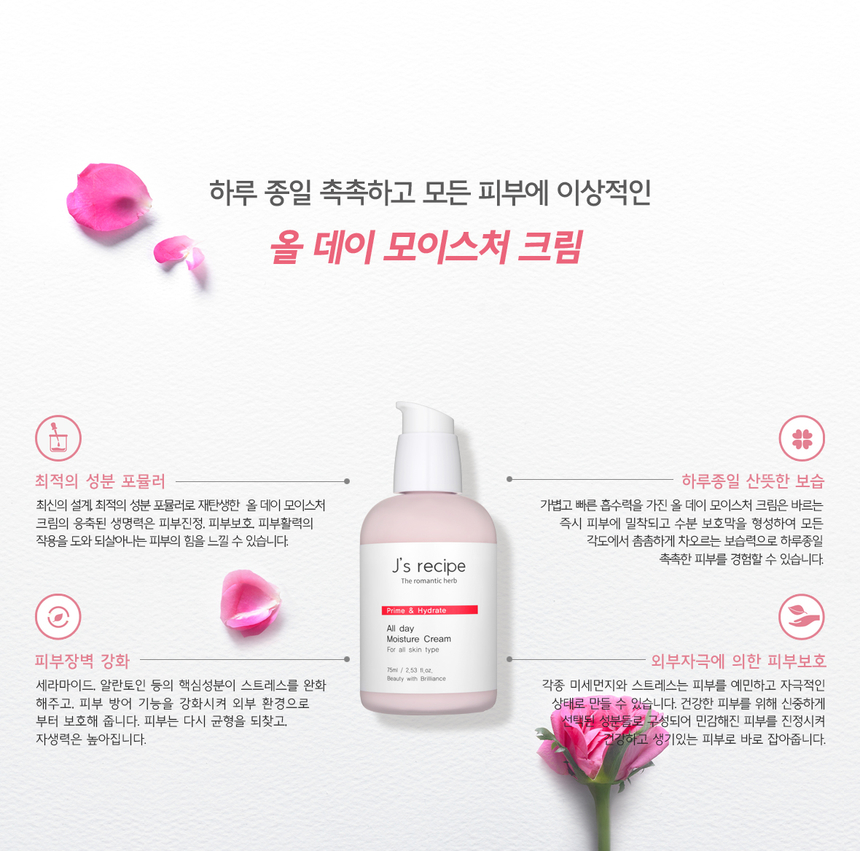 하루 종일 촉촉하고 모든 피부에 이상적인
올 데이 모이스처 크림
최적의 성분 포뮬러
최신의 설계, 최적의 성분 포뮬러로 재탄생한 올 데이 모이스처
크림의 응축된 생명력은 피부진정, 피부보호, 피부활력의
작용을 도와 되살아나는 피부의 힘을 느낄 수 있습니다.
하루종일 산뜻한 보습
가볍고 빠른 흡수력을 가진 올 데이 모이스처 크림은 바르는
즉시 피부에 밀착되고 수분 보호막을 형성하여 모든
각도에서 촘촘하게 차오르는 보습력으로 하루종일
촉촉한 피부를 경험할 수 있습니다.
J's recipe
The romantic herb
Prime & Hydrate
All day
Moisture Cream
For all skin type
75ml / 2.53 fl.oz.
Beauty with Brilliance
피부장벽 강화
세라마이드, 알란토인 등의 핵심성분이 스트레스를 완화
해주고, 피부 방어 기능을 강화시켜 외부 환경으로
부터 보호해 줍니다. 피부는 다시 균형을 되찾고,
자생력은 높아집니다.
외부자극에 의한 피부보호
각종 미세먼지와 스트레스는 피부를 예민하고 자극적인
상태로 만들 수 있습니다. 건강한 피부를 위해 신중하게
선택된 성분들로 구성되어 민감해진 피부를 진정시켜
건강하고 생기있는 피부로 바로 잡아줍니다.